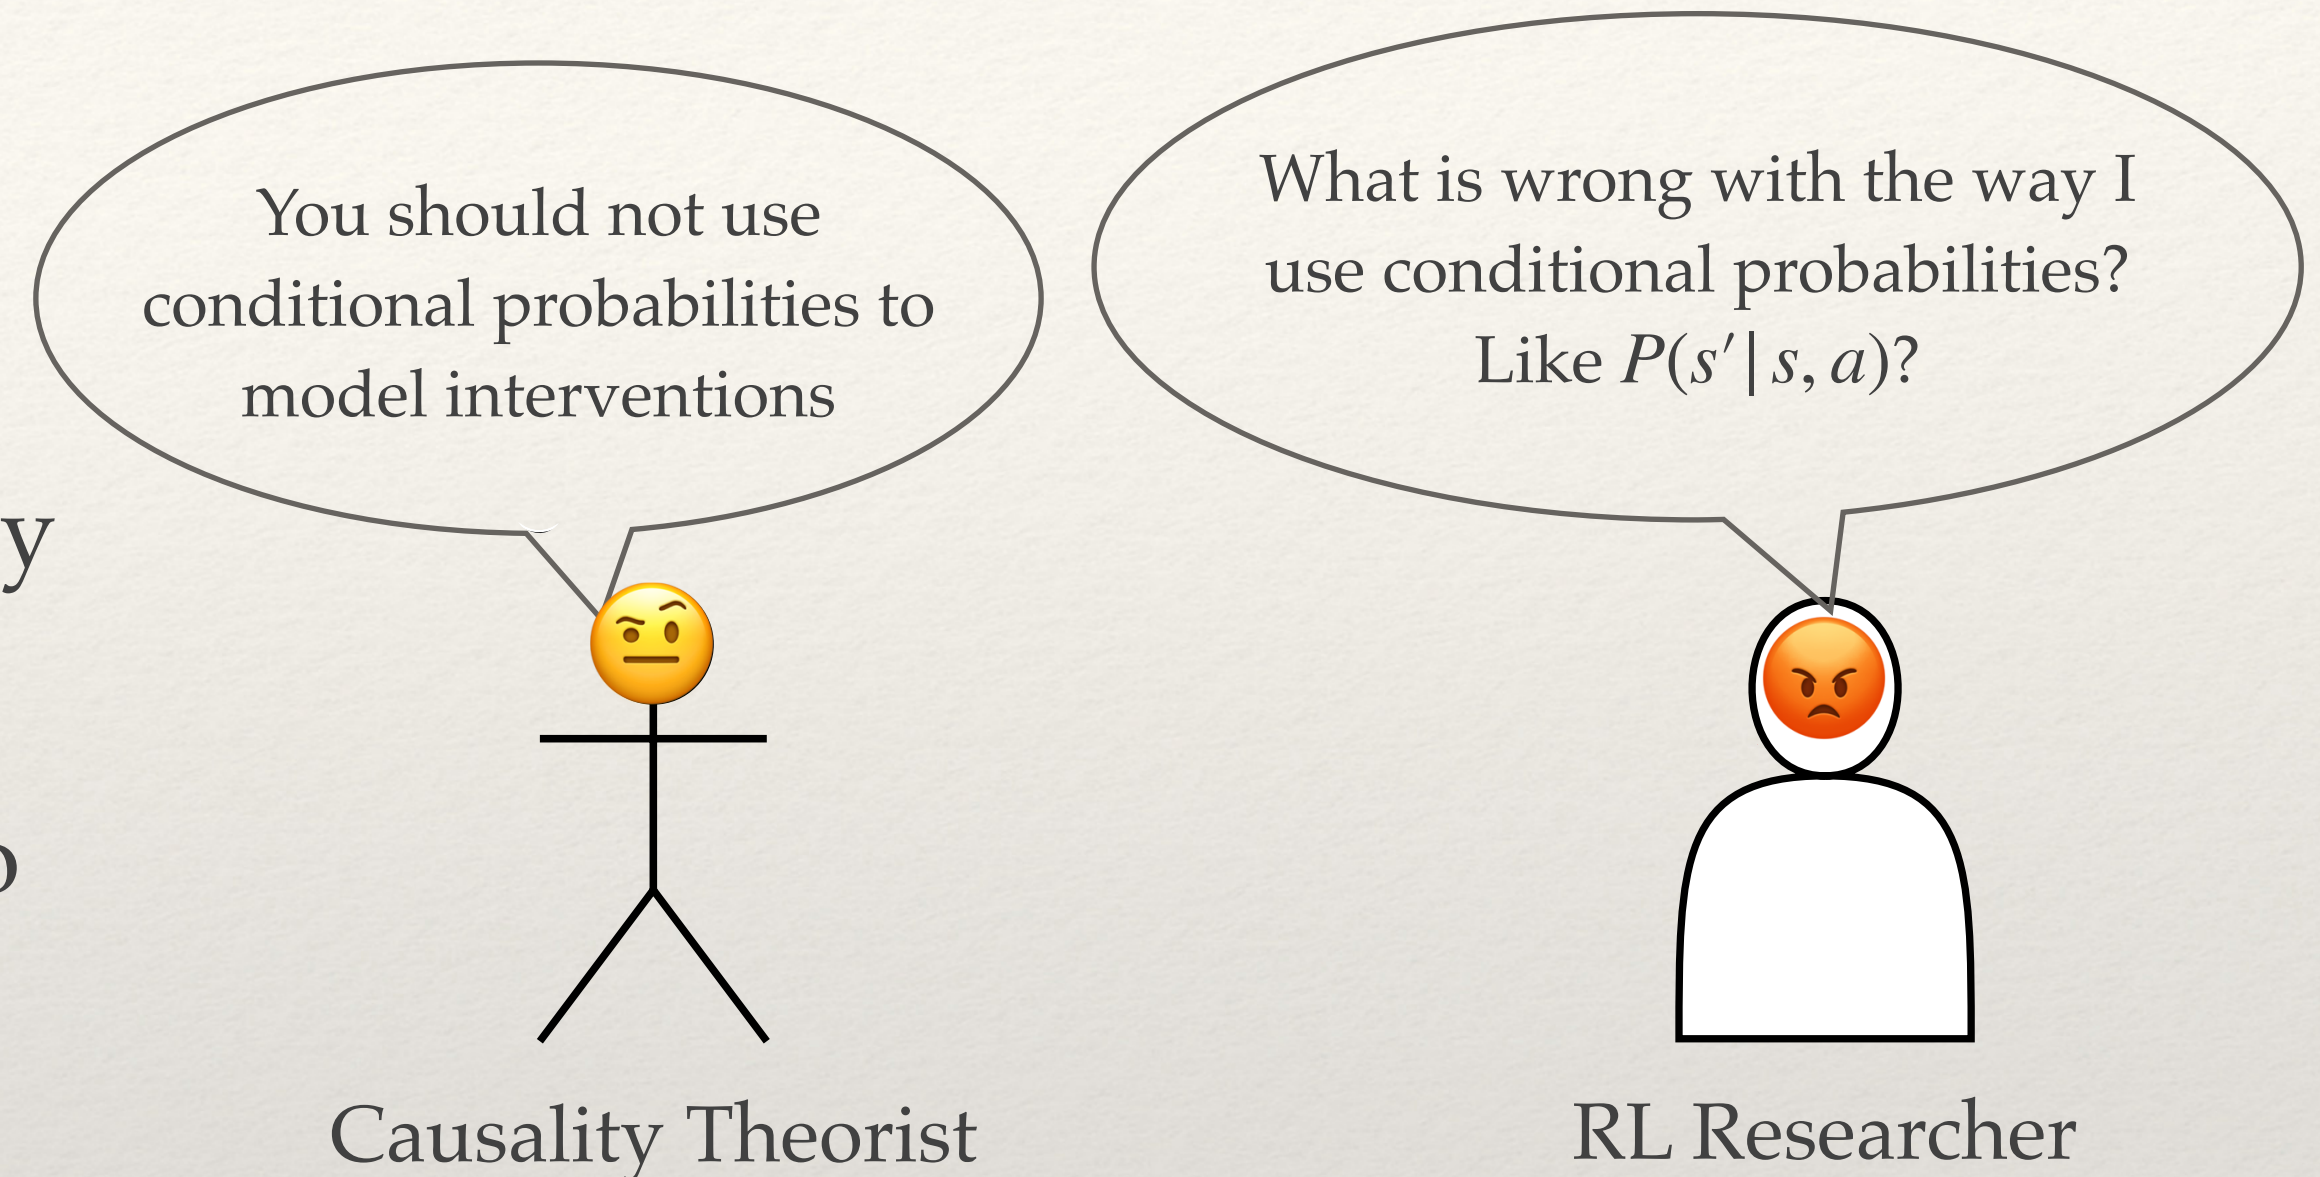 You should not use
conditional probabilities to
model interventions
What is wrong with the way I
use conditional probabilities?
Like P(s′|s, a)?
y
o
Causality Theorist
RL Researcher